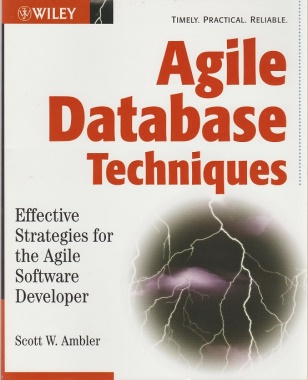 WILEY
TIMELY. PRACTICAL. RELIABLE.
Agile
Database
Techniques
Effective
Strategies for
the Agile
Software
Developer
Scott W. Ambler